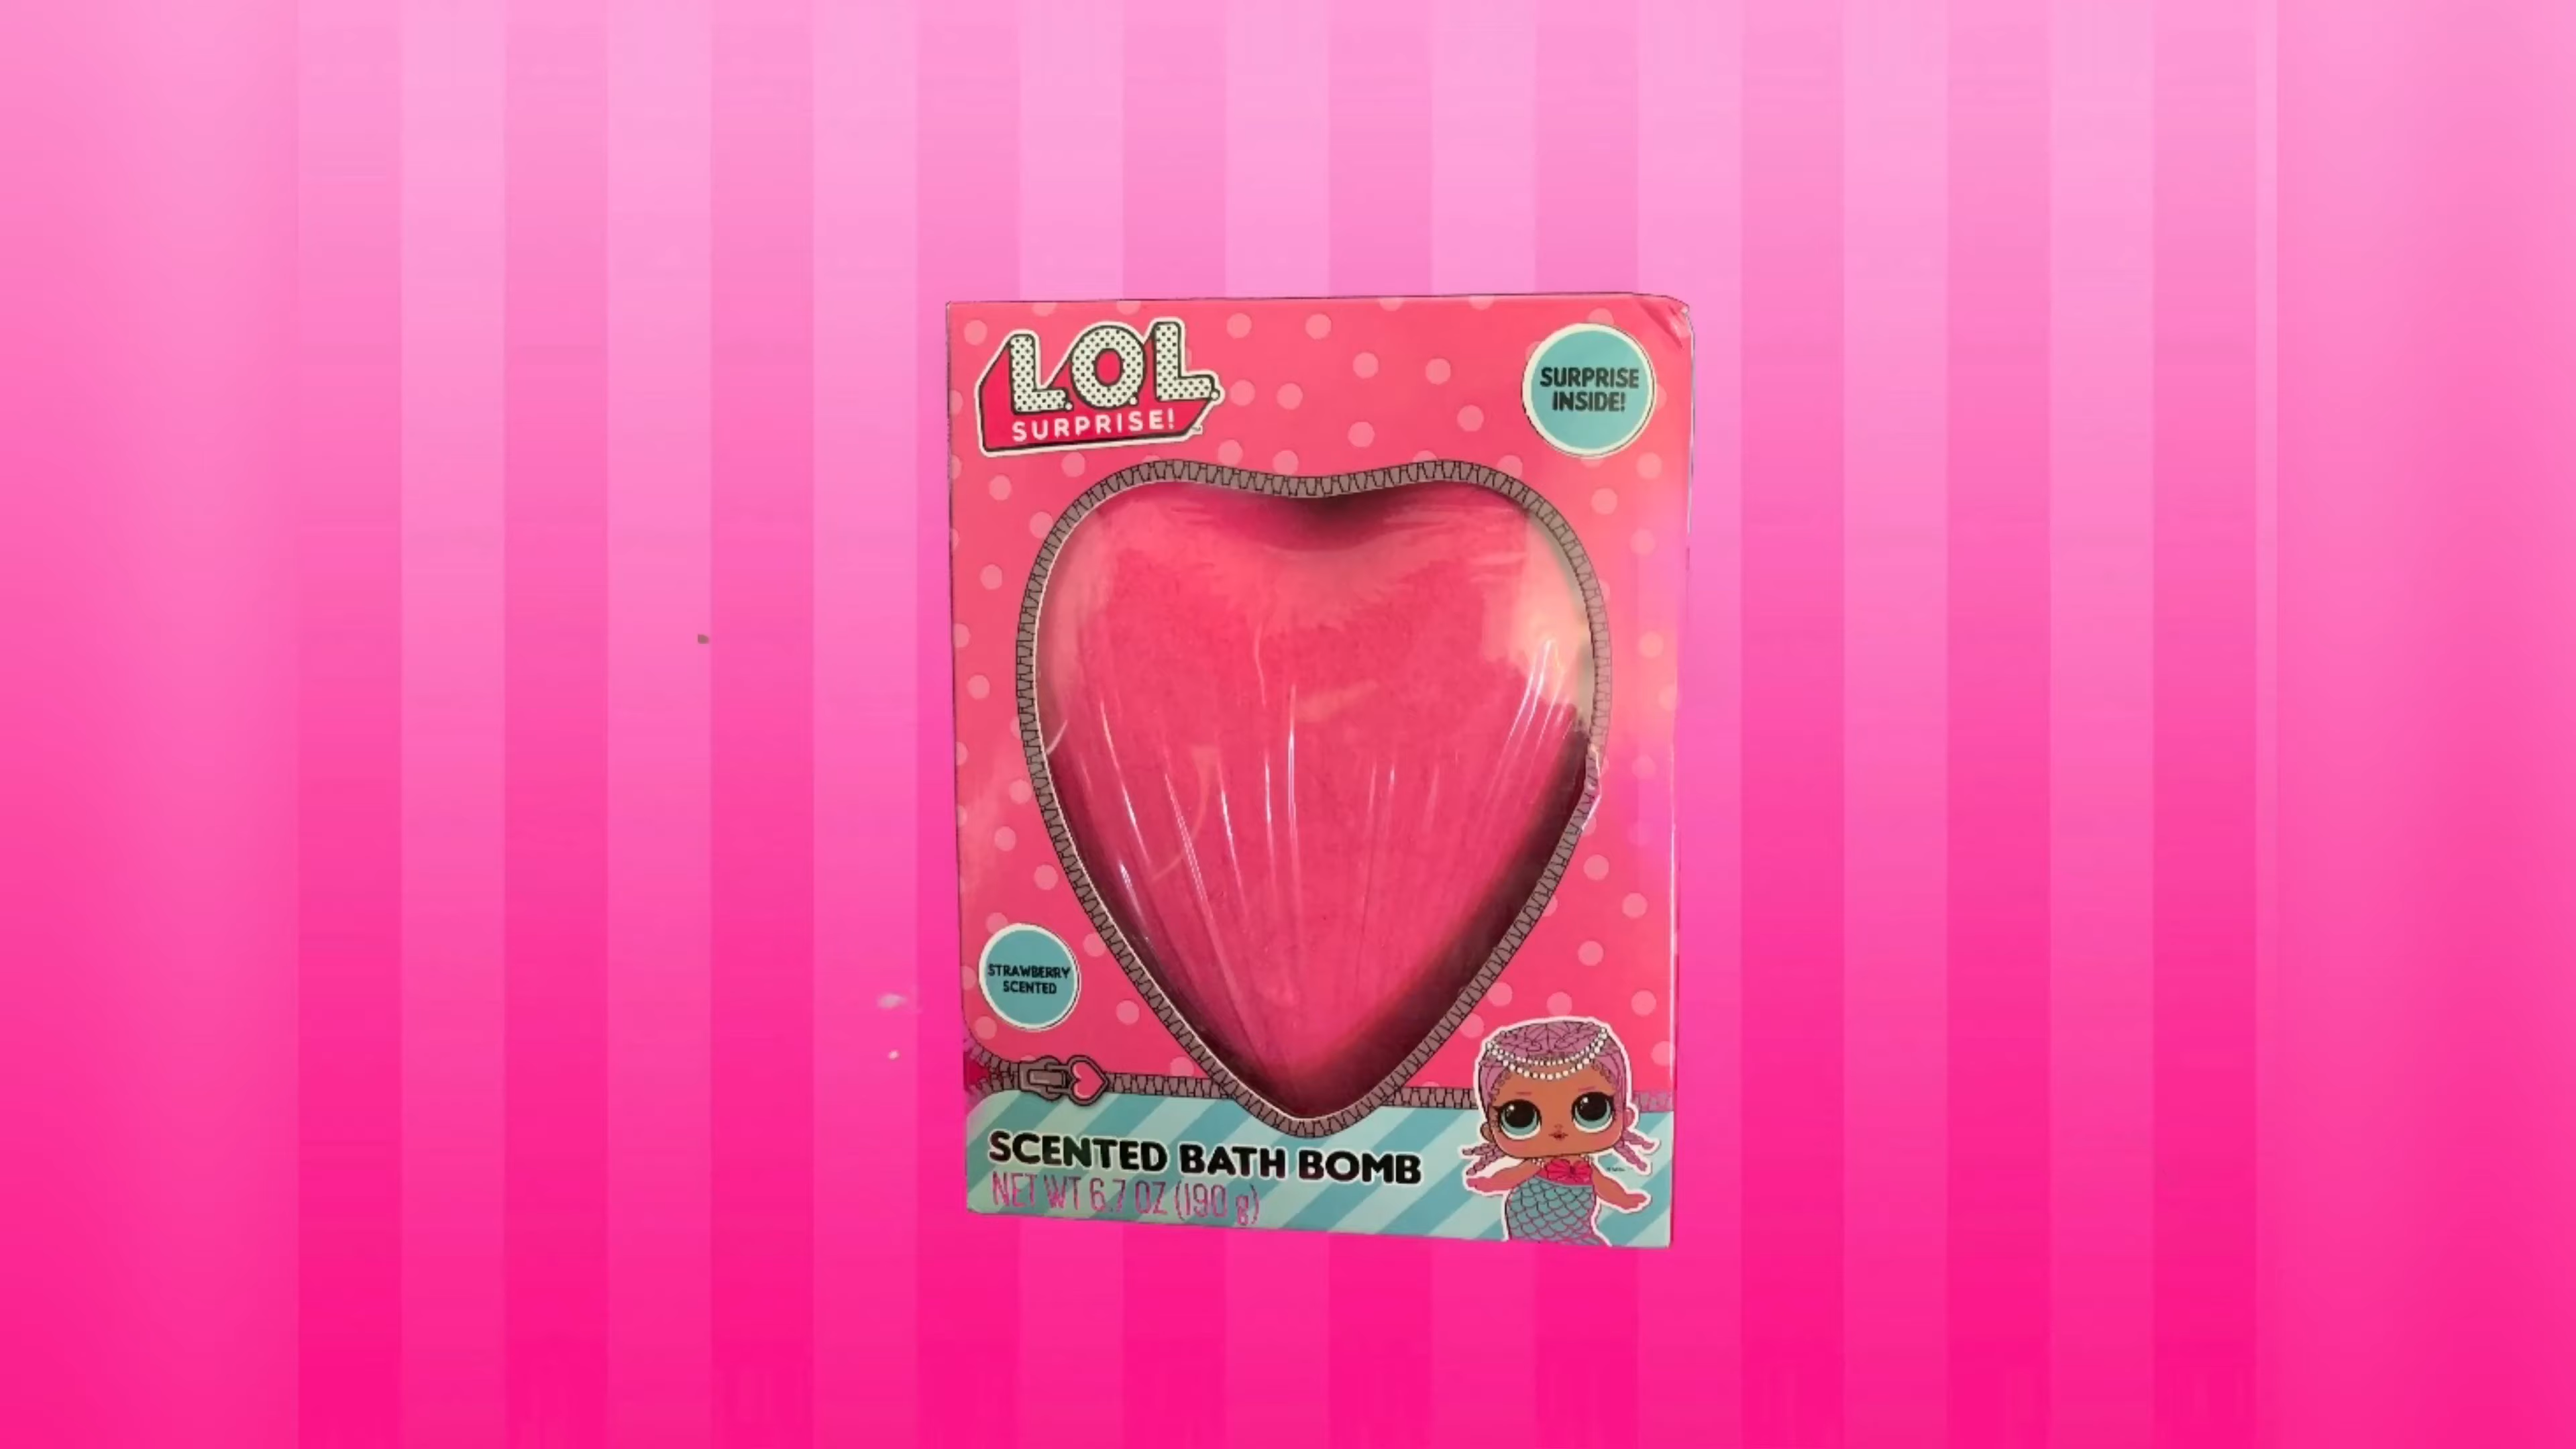 L.O.L.
SURPRISE!
SURPRISE
INSIDE!
STRAWBERRY
SCENTED
SCENTED BATH BOMB
NET WT 6.7 OZ (190 g)